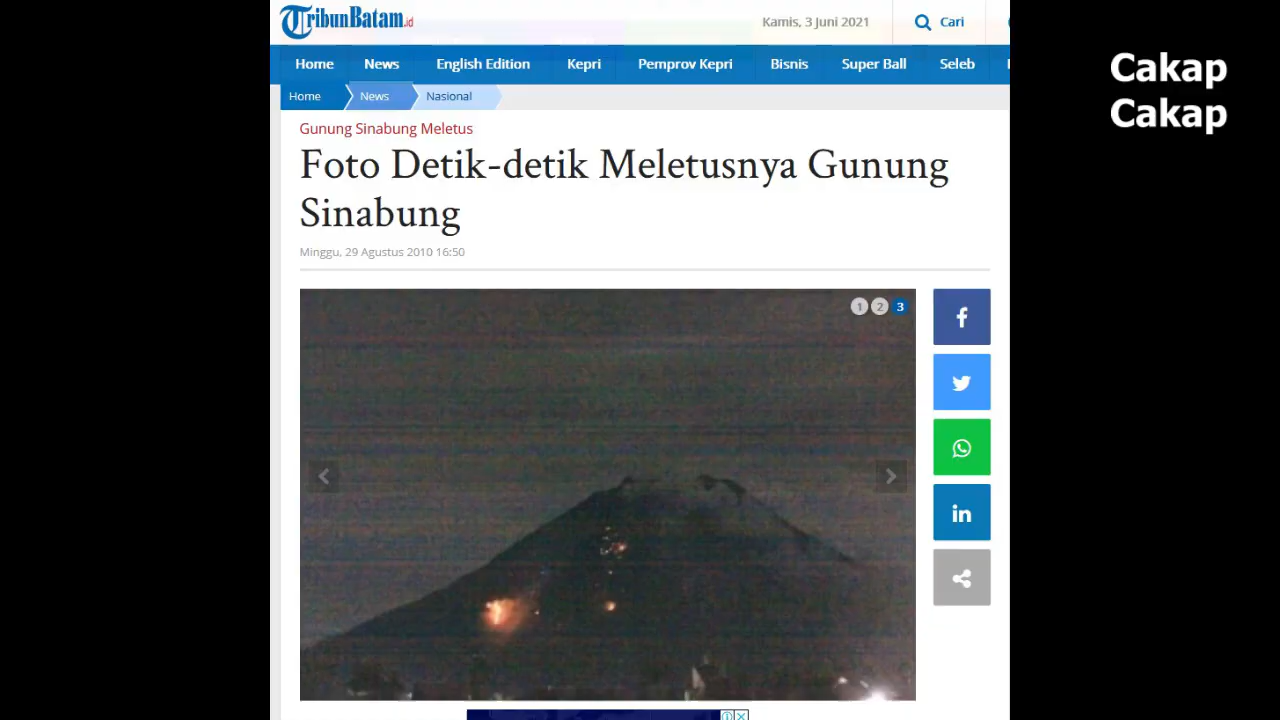 TribunBatam.id
Kamis, 3 Juni 2021
Cari
Home News English Edition Kepri Pemprov Kepri Bisnis Super Ball Seleb
Home News Nasional
Gunung Sinabung Meletus
Foto Detik-detik Meletusnya Gunung
Sinabung
Minggu, 29 Agustus 2010 16:50
1 2 3
Cakap
Cakap